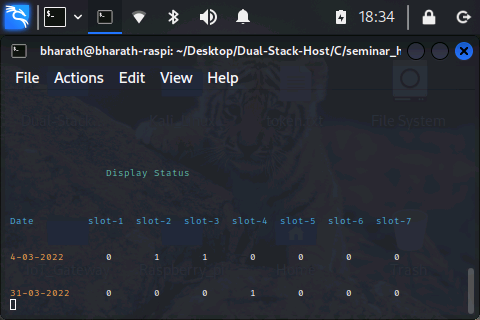 18:34
bharath@bharath-raspi: ~/Desktop/Dual-Stack-Host/C/seminar_h
File Actions Edit View Help
File System
Display Status
Date slot-1 slot-2 slot-3 slot-4 slot-5 slot-6 slot-7
4-03-2022 0 1 1 0 0 0 0
31-03-2022 0 0 0 1 0 0 0